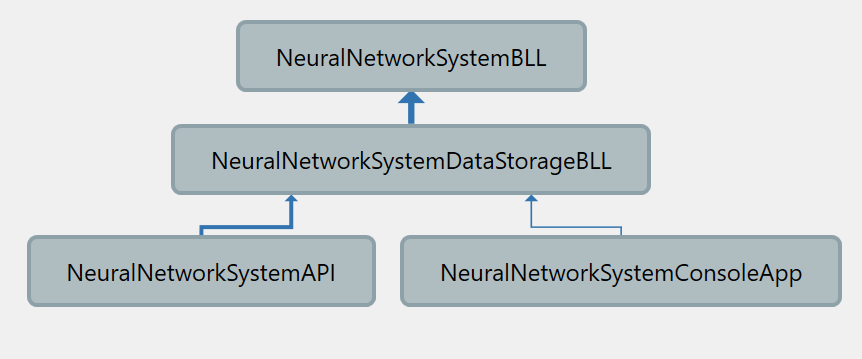 NeuralNetworkSystemBLL
NeuralNetworkSystemDataStorageBLL
NeuralNetworkSystemAPI
NeuralNetworkSystemConsoleApp